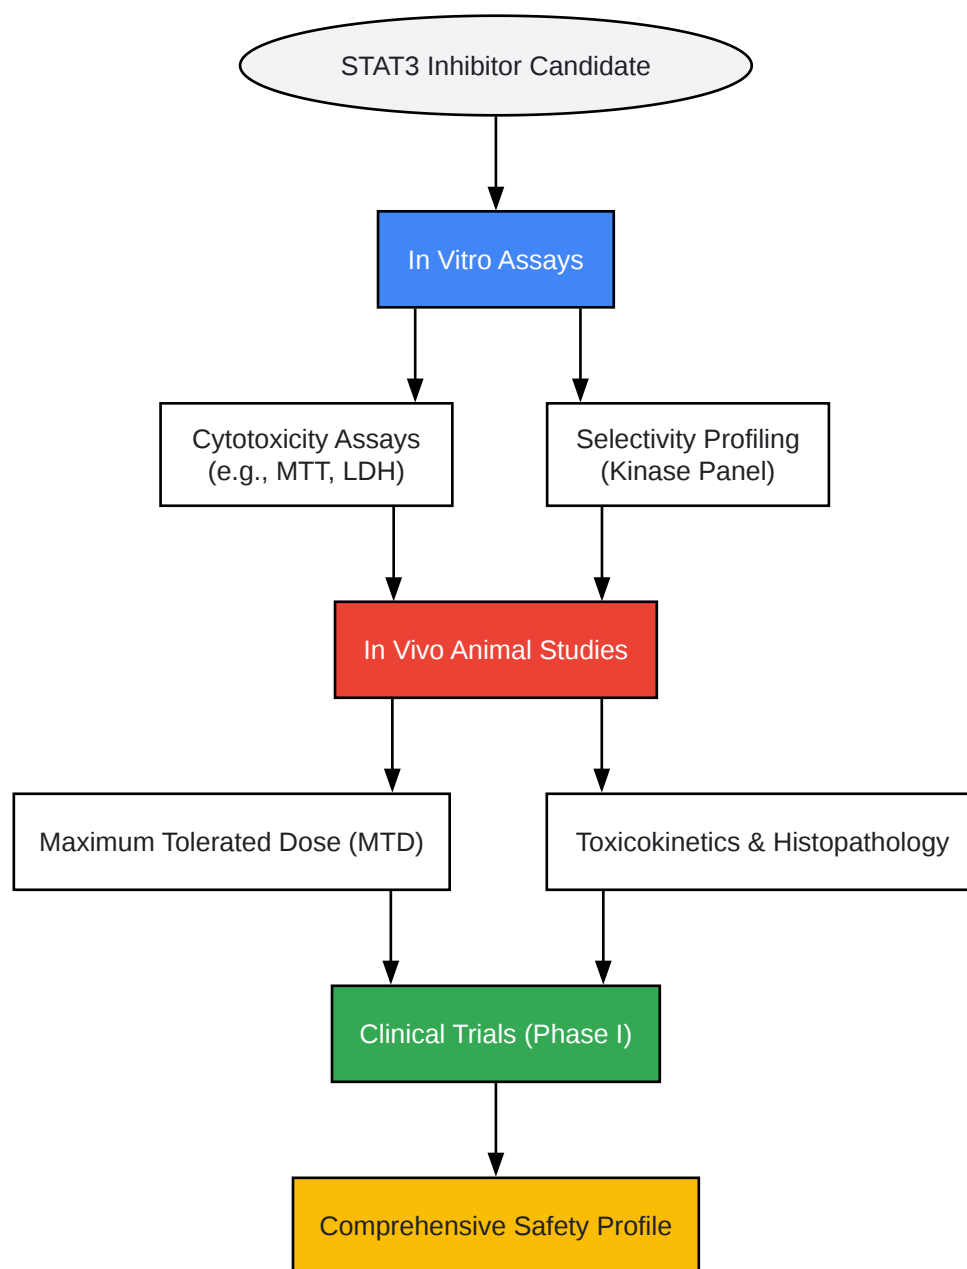 STAT3 Inhibitor Candidate
In Vitro Assays
Cytotoxicity Assays
(e.g., MTT, LDH)
Selectivity Profiling
(Kinase Panel)
In Vivo Animal Studies
Maximum Tolerated Dose (MTD)
Toxicokinetics & Histopathology
Clinical Trials (Phase I)
Comprehensive Safety Profile